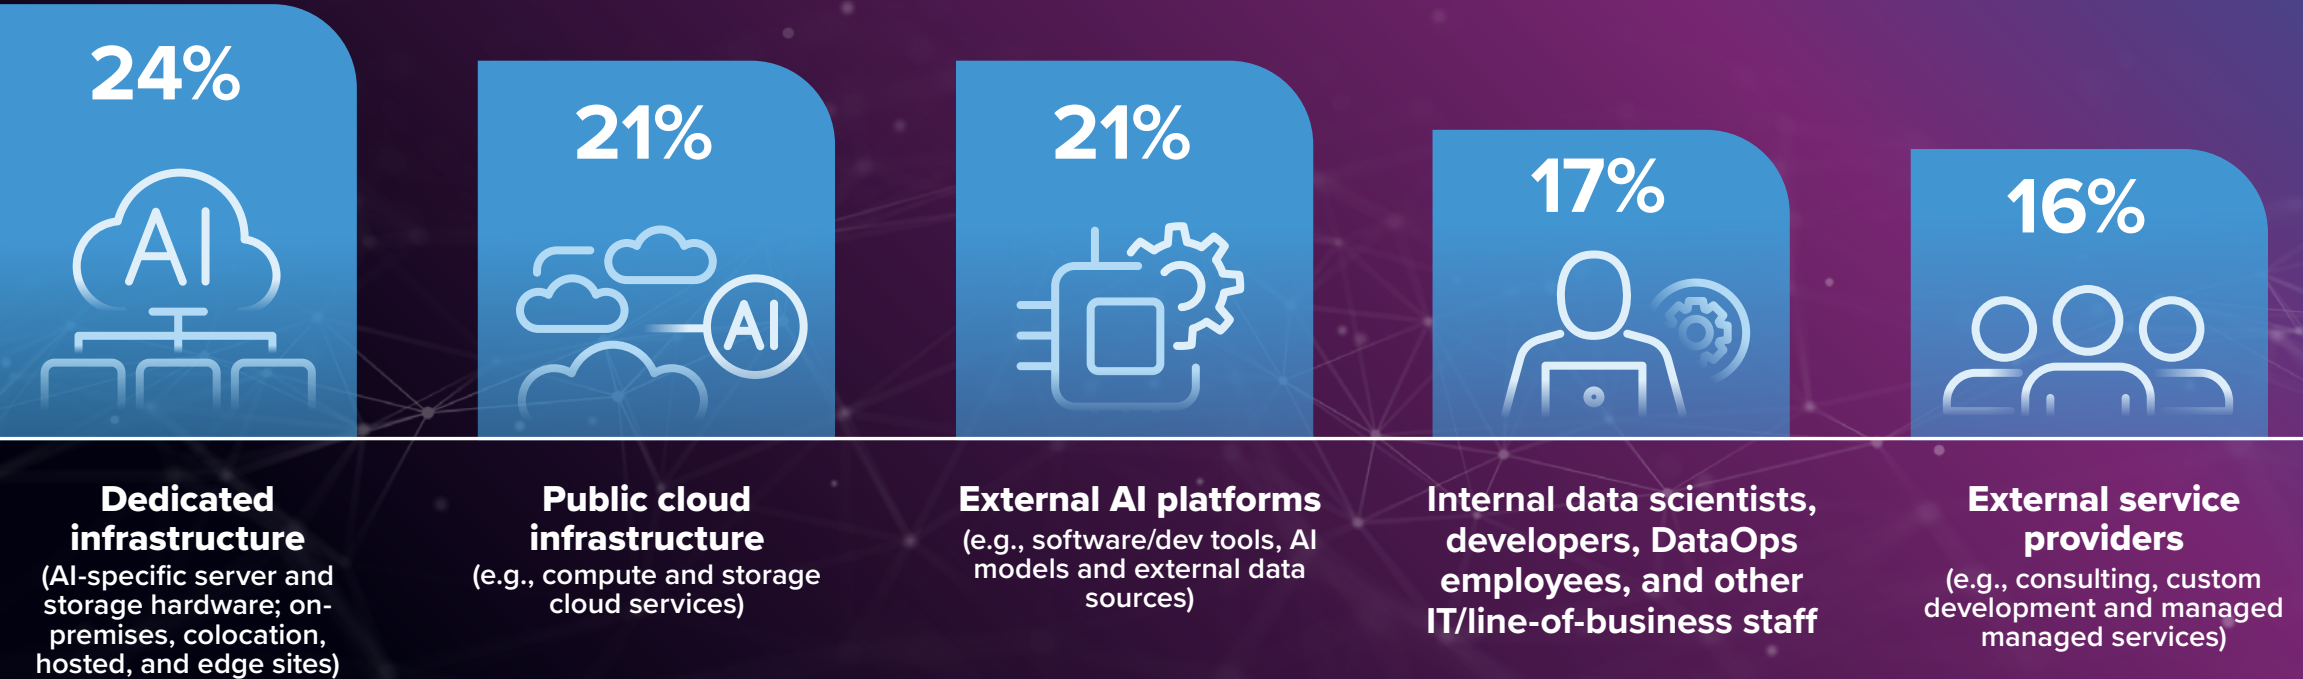 24%
AI
Dedicated
infrastructure
(AI-specific server and
storage hardware; on-
premises, colocation,
hosted, and edge sites)
21%
AI
Public cloud
infrastructure
(e.g., compute and storage
cloud services)
21%
External AI platforms
(e.g., software/dev tools, AI
models and external data
sources)
17%
Internal data scientists,
developers, DataOps
employees, and other
IT/line-of-business staff
16%
External service
providers
(e.g., consulting, custom
development and managed
managed services)